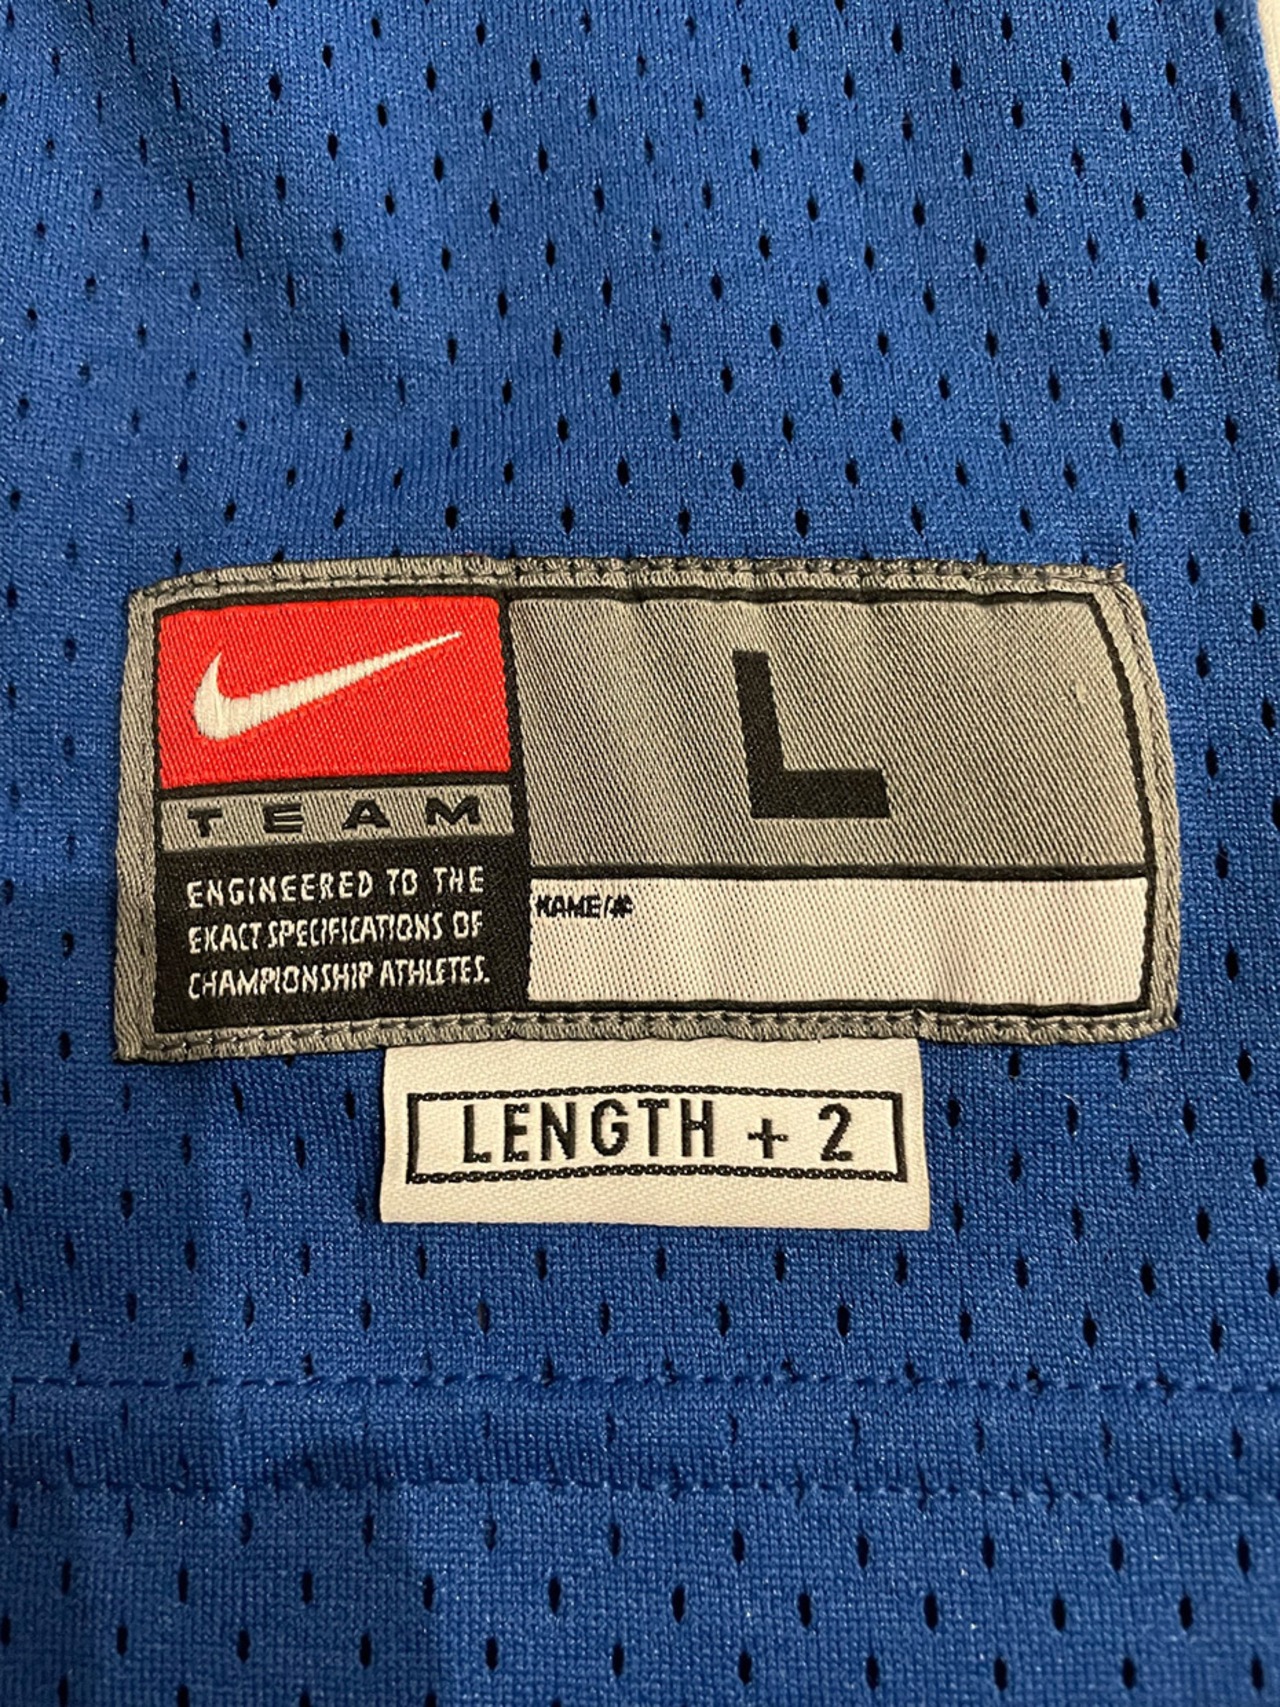 L
TEAM
ENGINEERED TO THE
EXACT SPECIFICATIONS OF
CHAMPIONSHIP ATHLETES.
NAME/#
LENGTH + 2